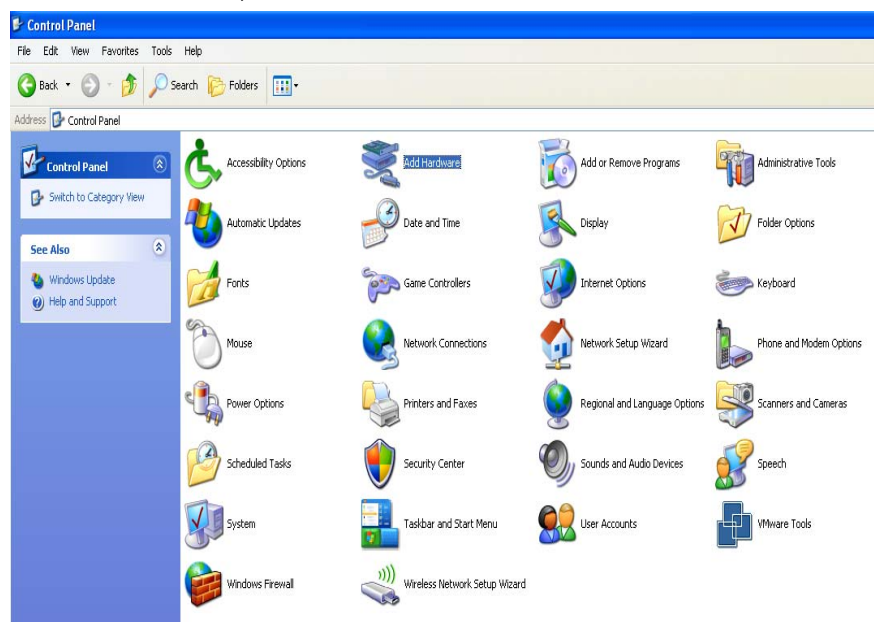 Control Panel
File Edit View Favorites Tools Help
Back Search Folders
Address Control Panel
Control Panel
Switch to Category View
See Also
Windows Update
Help and Support
Accessibility Options Add Hardware Add or Remove Programs Administrative Tools
Automatic Updates Date and Time Display Folder Options
Fonts Game Controllers Internet Options Keyboard
Mouse Network Connections Network Setup Wizard Phone and Modem Options
Power Options Printers and Faxes Regional and Language Options Scanners and Cameras
Scheduled Tasks Security Center Sounds and Audio Devices Speech
System Taskbar and Start Menu User Accounts VMware Tools
Windows Firewall Wireless Network Setup Wizard